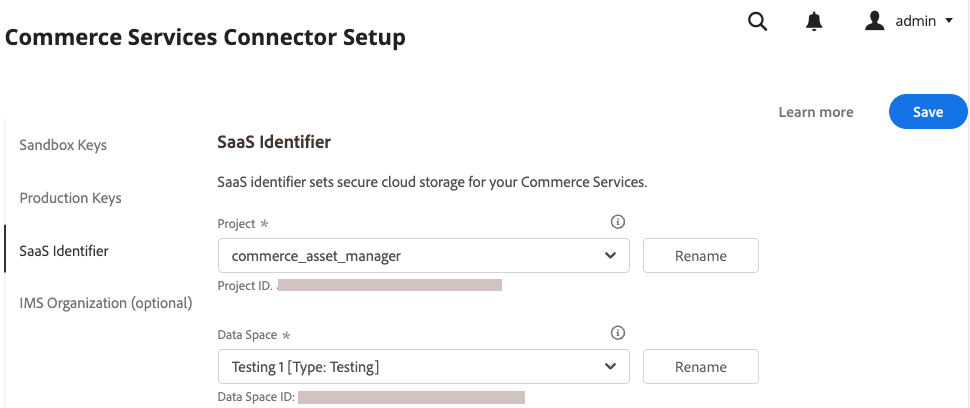 Commerce Services Connector Setup
admin
Learn more
Save
Sandbox Keys
Production Keys
SaaS Identifier
IMS Organization (optional)
SaaS Identifier
SaaS identifier sets secure cloud storage for your Commerce Services.
Project *
commerce_asset_manager
Rename
Project ID.
Data Space *
Testing 1 [Type: Testing]
Rename
Data Space ID: